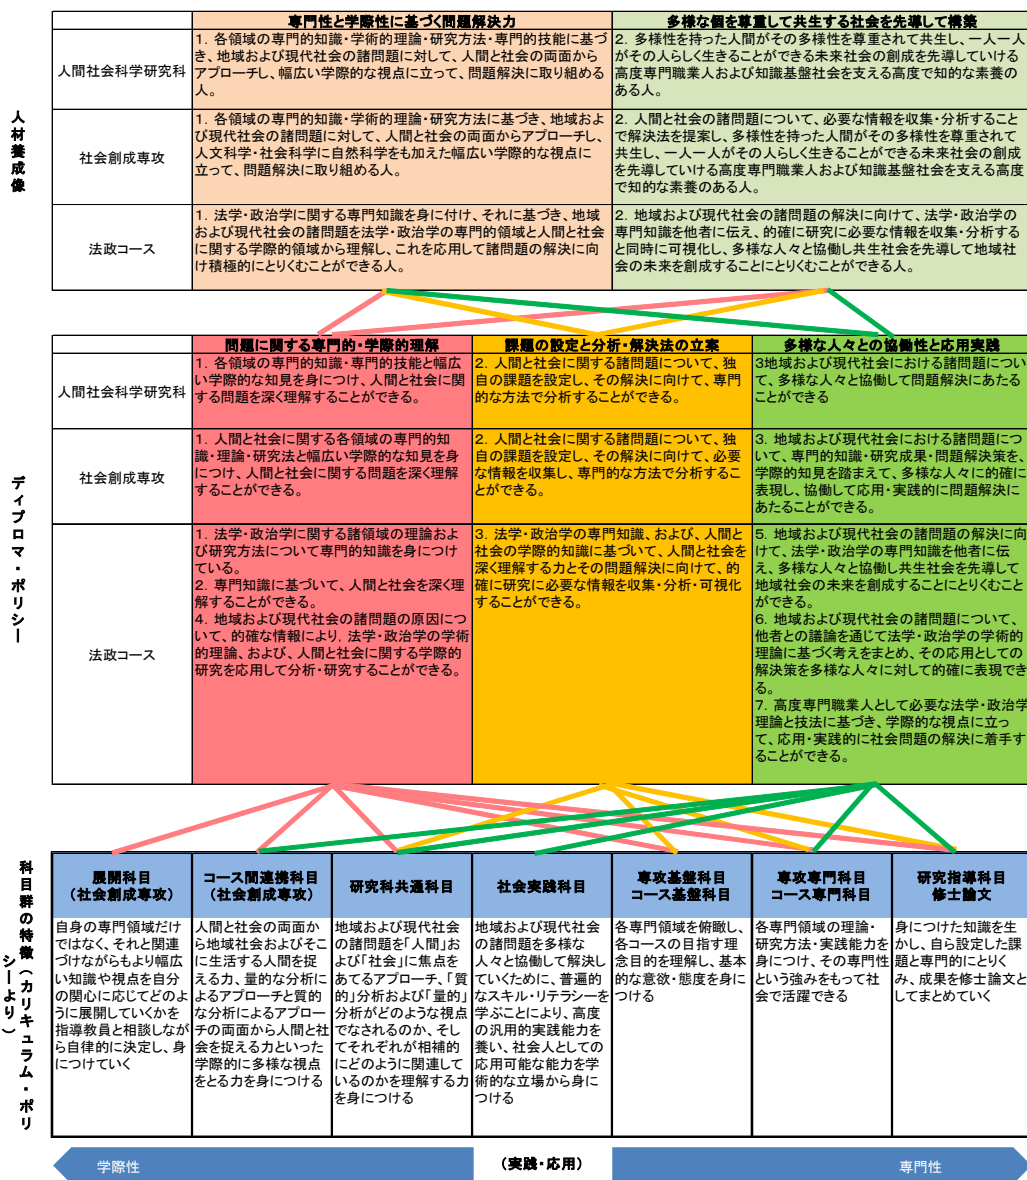 専門性と学際性に基づく問題解決力
多様な個を尊重して共生する社会を先導して構築
人材養成像
人間社会科学研究科
1. 各領域の専門的知識・学術的理論・研究方法・専門的技能に基づ
き、地域および現代社会の諸問題に対して、人間と社会の両面から
アプローチし、幅広い学際的な視点に立って、問題解決に取り組める
人。
2. 多様性を持った人間がその多様性を尊重されて共生し、一人一人
がその人らしく生きることができる未来社会の創成を先導していける
高度専門職業人および知識基盤社会を支える高度で知的な素養の
ある人。
社会創成専攻
1. 各領域の専門的知識・学術的理論・研究方法に基づき、地域およ
び現代社会の諸問題に対して、人間と社会の両面からアプローチし、
人文科学・社会科学に自然科学をも加えた幅広い学際的な視点に
立って、問題解決に取り組める人。
2. 人間と社会の諸問題について、必要な情報を収集・分析すること
で解決法を提案し、多様性を持った人間がその多様性を尊重されて
共生し、一人一人がその人らしく生きることができる未来社会の創成
を先導していける高度専門職業人および知識基盤社会を支える高度
で知的な素養のある人。
法政コース
1. 法学・政治学に関する専門知識を身に付け、それに基づき、地域
および現代社会の諸問題を法学・政治学の専門的領域と人間と社会
に関する学際的領域から理解し、これを応用して諸問題の解決に向
け積極的にとりくむことができる人。
2. 地域および現代社会の諸問題の解決に向けて、法学・政治学の
専門知識を他者に伝え、的確に研究に必要な情報を収集・分析する
と同時に可視化し、多様な人々と協働し共生社会を先導して地域社
会の未来を創成することにとりくむことができる人。
問題に関する専門的・学際的理解
課題の設定と分析・解決法の立案
多様な人々との協働性と応用実践
ディプロマ・ポリシー
人間社会科学研究科
1. 各領域の専門的知識・専門的技能と幅広
い学際的な知見を身につけ、人間と社会に関
する問題を深く理解することができる。
2. 人間と社会に関する諸問題について、独
自の課題を設定し、その解決に向けて、専門
的な方法で分析することができる。
3地域および現代社会における諸問題につい
て、多様な人々と協働して問題解決にあたる
ことができる
社会創成専攻
1. 人間と社会に関する各領域の専門的知
識・理論・研究法と幅広い学際的な知見を身
につけ、人間と社会に関する問題を深く理解
することができる。
2. 人間と社会に関する諸問題について、独
自の課題を設定し、その解決に向けて、必要
な情報を収集し、専門的な方法で分析するこ
とができる。
3. 地域および現代社会における諸問題につ
いて、専門的知識・研究成果・問題解決策を、
学際的知見を踏まえて、多様な人々に的確に
表現し、協働して応用・実践的に問題解決に
あたることができる。
法政コース
1. 法学・政治学に関する諸領域の理論およ
び研究方法について専門的知識を身につけ
ている。
2. 専門知識に基づいて、人間と社会を深く理
解することができる。
4. 地域および現代社会の諸問題の原因につ
いて、的確な情報により, 法学・政治学の学術
的理論、および、人間と社会に関する学際的
研究を応用して分析・研究することができる。
3. 法学・政治学の専門知識、および、人間と
社会の学際的知識に基づいて、人間と社会を
深く理解する力とその問題解決に向けて、的
確に研究に必要な情報を収集・分析・可視化
することができる。
5. 地域および現代社会の諸問題の解決に向
けて、法学・政治学の専門知識を他者に伝
え、多様な人々と協働し共生社会を先導して
地域社会の未来を創成することにとりくむこと
ができる。
6. 地域および現代社会の諸問題について、
他者との議論を通じて法学・政治学の学術的
理論に基づく考えをまとめ、その応用としての
解決策を多様な人々に対して的確に表現でき
る。
7. 高度専門職業人として必要な法学・政治学
理論と技法に基づき、学際的な視点に立っ
て、応用・実践的に社会問題の解決に着手す
ることができる。
科目群の特徴(カリキュラム・ポリ
シーより)
展開科目
(社会創成専攻)
自身の専門領域だけ
ではなく、それと関連
づけながらもより幅広
い知識や視点を自分
の関心に応じてどのよ
うに展開していくかを
指導教員と相談しなが
ら自律的に決定し、身
につけていく
コース間連携科目
(社会創成専攻)
人間と社会の両面か
ら地域社会およびそこ
に生活する人間を捉
える力、量的な分析に
よるアプローチと質的
な分析によるアプロー
チの両面から人間と社
会を捉える力といった
学際的に多様な視点
をとる力を身につける
研究科共通科目
地域および現代社会
の諸問題を「人間」お
よび「社会」に焦点を
あてるアプローチ、「質
的」分析および「量的」
分析がどのような視点
でなされるのか、そし
てそれぞれが相補的
にどのように関連して
いるのかを理解する力
を身につける
社会実践科目
地域および現代社会
の諸問題を多様な
人々と協働して解決し
ていくために、普遍的
なスキル・リテラシーを
学ぶことにより、高度
の汎用的実践能力を
養い、社会人としての
応用可能な能力を学
術的な立場から身に
つける
専攻基盤科目
コース基盤科目
各専門領域を俯瞰し、
各コースの目指す理
念目的を理解し、基本
的な意欲・態度を身に
つける
専攻専門科目
コース専門科目
各専門領域の理論・
研究方法・実践能力を
身につけ、その専門性
という強みをもって社
会で活躍できる
研究指導科目
修士論文
身につけた知識を生
かし、自ら設定した課
題と専門的にとりく
み、成果を修士論文と
してまとめていく
学際性
(実践・応用)
専門性